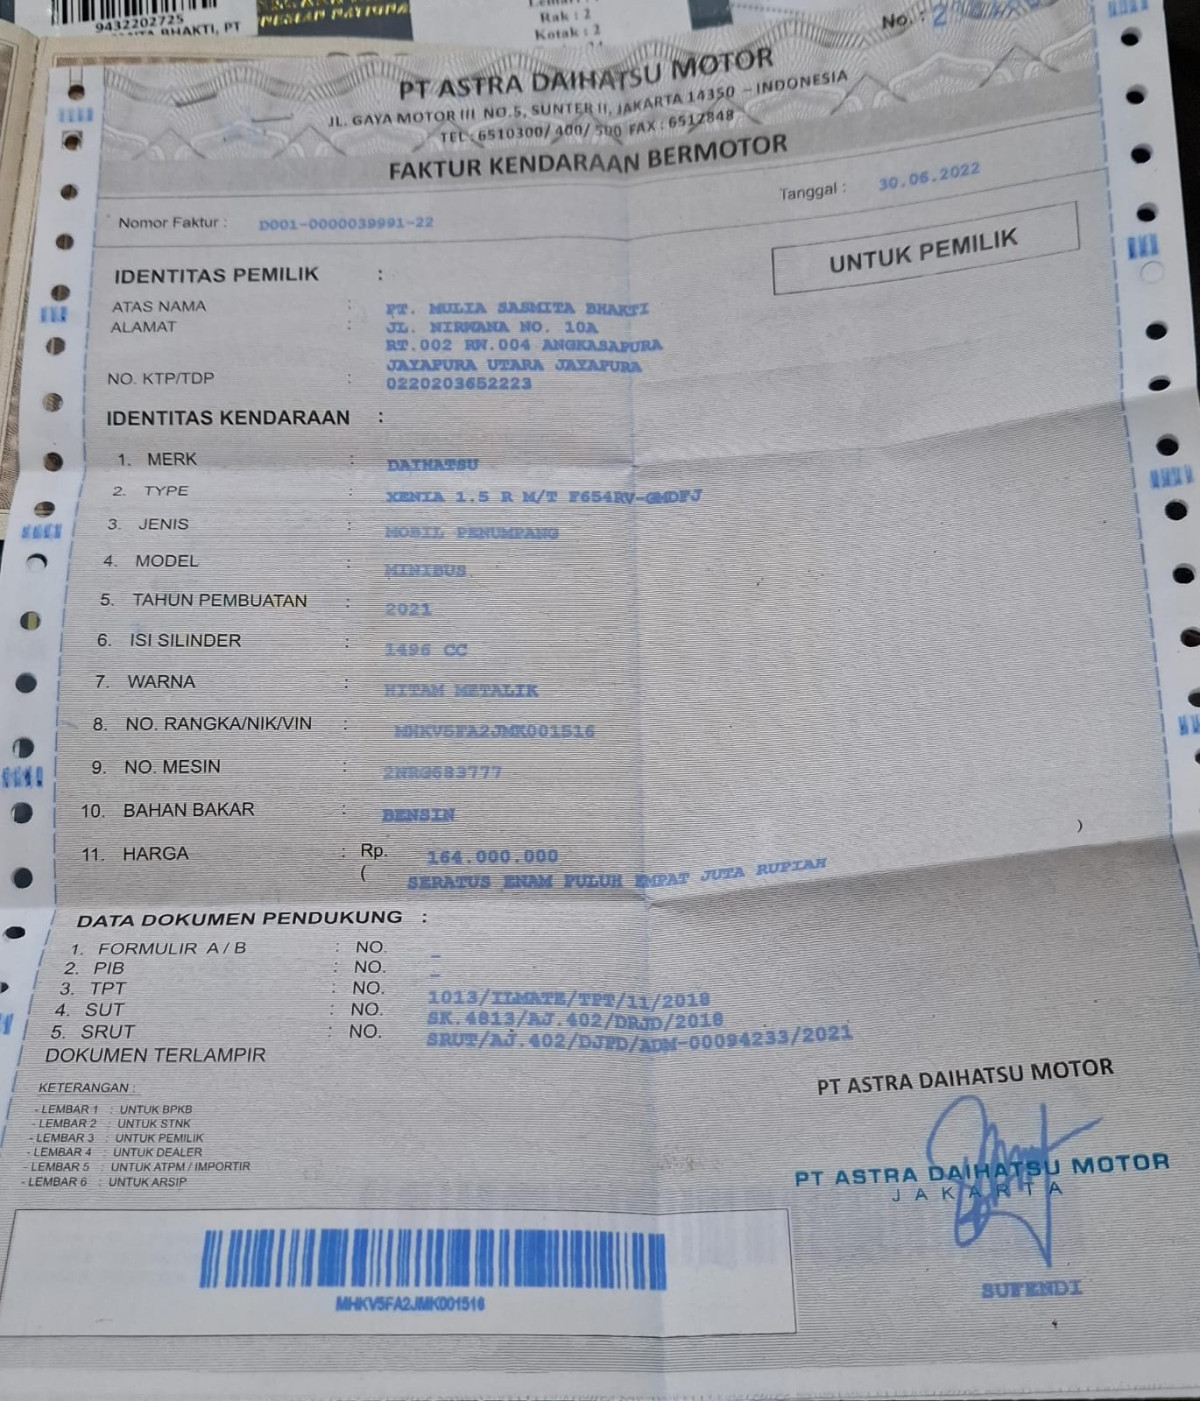 9432202725
BHAKTI, PT
Rak : 2
Kotak : 2
No. : 2
PT ASTRA DAIHATSU MOTOR
JL. GAYA MOTOR III NO.5, SUNTER II, JAKARTA 14350 – INDONESIA
TEL : 6510300/ 400/ 500 FAX : 6512848
FAKTUR KENDARAAN BERMOTOR
Tanggal : 30.06.2022
Nomor Faktur : D001-0000039991-22
UNTUK PEMILIK
IDENTITAS PEMILIK :
ATAS NAMA : PT. MULIA SASMITA BHAKTI
ALAMAT : JL. NIRWANA NO. 10A
RT.002 RW.004 ANGKASAPURA
JAYAPURA UTARA JAYAPURA
NO. KTP/TDP : 0220203652223
IDENTITAS KENDARAAN :
1. MERK : DAIHATSU
2. TYPE : XENIA 1.5 R M/T F654RV-GMDFJ
3. JENIS : MOBIL PENUMPANG
4. MODEL : MINIBUS
5. TAHUN PEMBUATAN : 2021
6. ISI SILINDER : 1496 CC
7. WARNA : HITAM METALIK
8. NO. RANGKA/NIK/VIN : MHKV5FA2JMK001516
9. NO. MESIN : 2NRG583777
10. BAHAN BAKAR : BENSIN
11. HARGA : Rp. 164.000.000
( SERATUS ENAM PULUH EMPAT JUTA RUPIAH )
DATA DOKUMEN PENDUKUNG :
1. FORMULIR A / B : NO. –
2. PIB : NO. –
3. TPT : NO. 1013/ILMATE/TPT/11/2018
4. SUT : NO. SK.4813/AJ.402/DRJD/2018
5. SRUT : NO. SRUT/AJ.402/DJPD/ADM-00094233/2021
DOKUMEN TERLAMPIR
KETERANGAN :
- LEMBAR 1 : UNTUK BPKB
- LEMBAR 2 : UNTUK STNK
- LEMBAR 3 : UNTUK PEMILIK
- LEMBAR 4 : UNTUK DEALER
- LEMBAR 5 : UNTUK ATPM / IMPORTIR
- LEMBAR 6 : UNTUK ARSIP
PT ASTRA DAIHATSU MOTOR
PT ASTRA DAIHATSU MOTOR
JAKARTA
SUFENDI
MHKV5FA2JMK001516